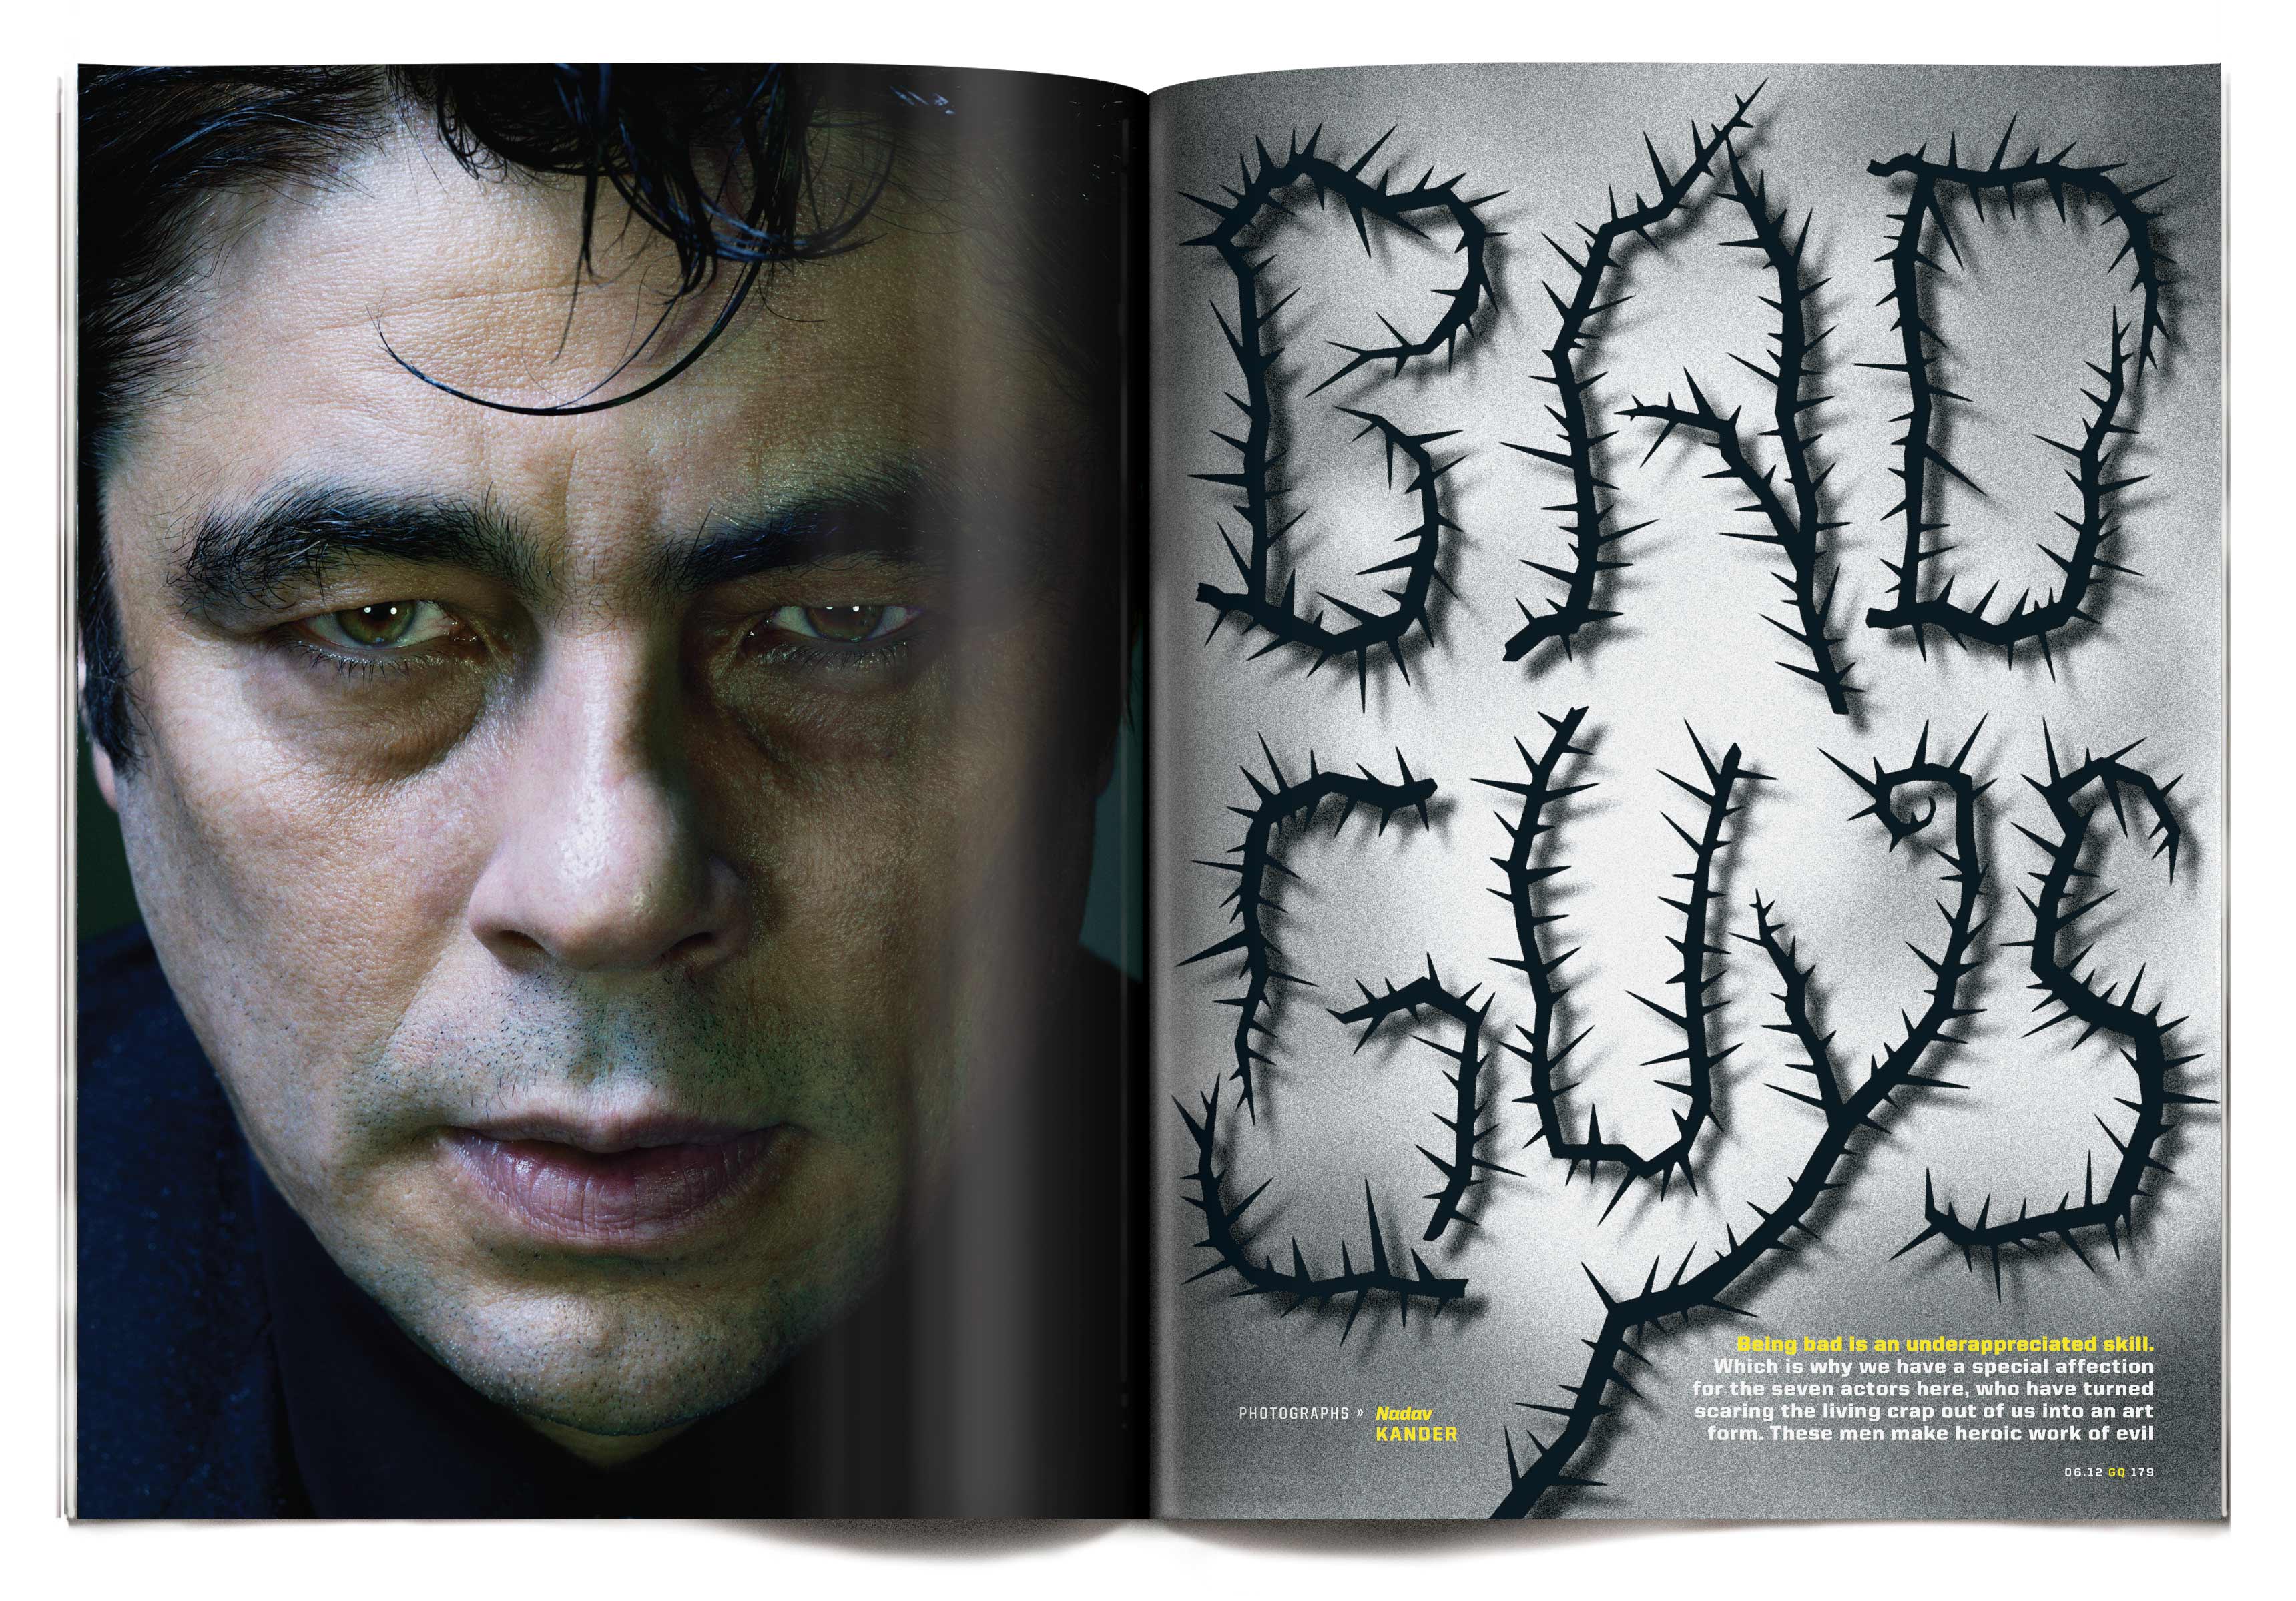 BAD
GUYS
Being bad is an underappreciated skill.
Which is why we have a special affection
for the seven actors here, who have turned
scaring the living crap out of us into an art
form. These men make heroic work of evil
PHOTOGRAPHS » Nadav
KANDER
06.12 GQ 179